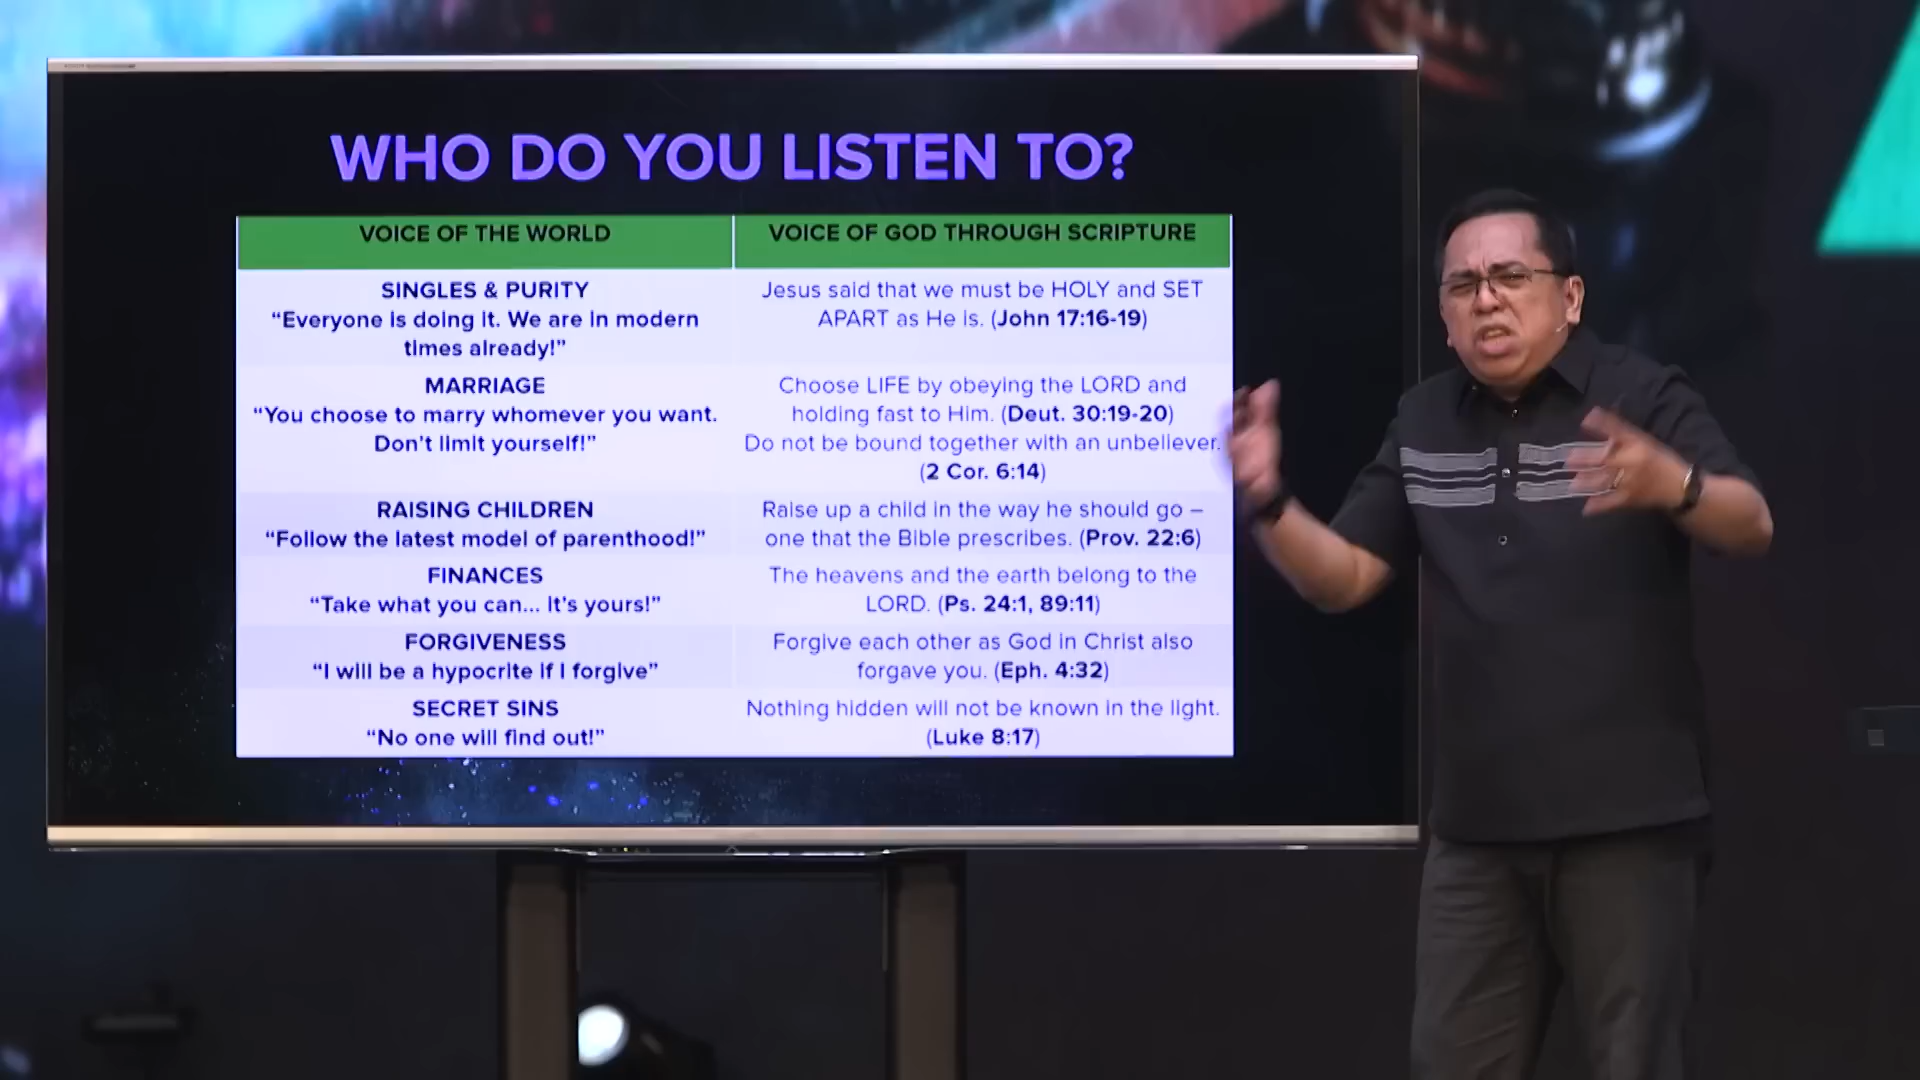 WHO DO YOU LISTEN TO?
VOICE OF THE WORLD
VOICE OF GOD THROUGH SCRIPTURE
SINGLES & PURITY
“Everyone is doing it. We are in modern
times already!”
Jesus said that we must be HOLY and SET
APART as He is. (John 17:16-19)
MARRIAGE
“You choose to marry whomever you want.
Don't limit yourself!”
Choose LIFE by obeying the LORD and
holding fast to Him. (Deut. 30:19-20)
Do not be bound together with an unbeliever.
(2 Cor. 6:14)
RAISING CHILDREN
“Follow the latest model of parenthood!”
Raise up a child in the way he should go –
one that the Bible prescribes. (Prov. 22:6)
FINANCES
“Take what you can... It's yours!”
The heavens and the earth belong to the
LORD. (Ps. 24:1, 89:11)
FORGIVENESS
“I will be a hypocrite if I forgive”
Forgive each other as God in Christ also
forgave you. (Eph. 4:32)
SECRET SINS
“No one will find out!”
Nothing hidden will not be known in the light.
(Luke 8:17)